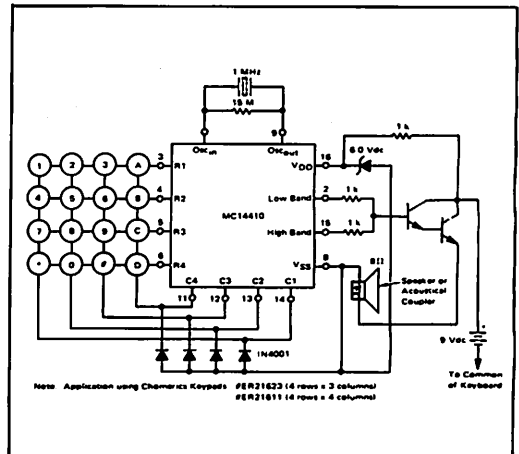 1 MHz
15 M
9
Osc in
Osc out
16
VDD
6.0 Vdc
1 k
1 2 3 A
3 R1
4 5 6 B
4 R2
7 8 9 C
5 R3
* 0 # D
6 R4
MC14410
Low Band 2 1 k
High Band 15 1 k
VSS 8
8Ω
Speaker or
Acoustical
Coupler
C4 C3 C2 C1
11 12 13 14
1N4001
9 Vdc
To Common
of Keyboard
Note: Application using Chomerics Keypads #ER21623 (4 rows x 3 columns)
#ER21611 (4 rows x 4 columns)